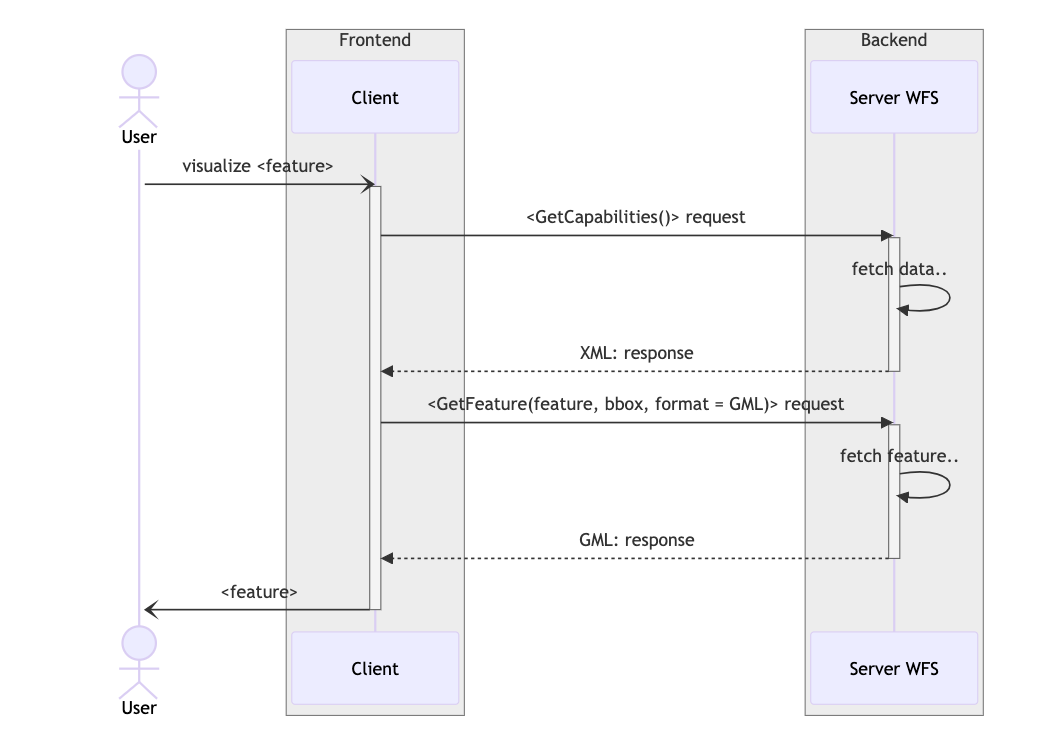 Frontend
Backend
Client
Server WFS
User
visualize <feature>
<GetCapabilities()> request
fetch data..
XML: response
<GetFeature(feature, bbox, format = GML)> request
fetch feature..
GML: response
<feature>
Client
Server WFS
User